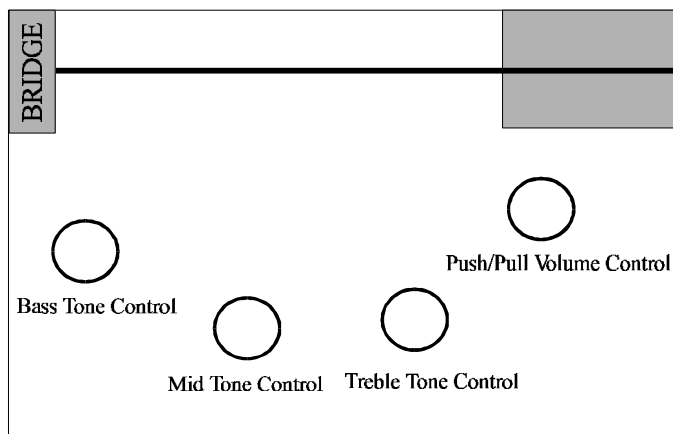 BRIDGE
Push/Pull Volume Control
Bass Tone Control
Mid Tone Control
Treble Tone Control